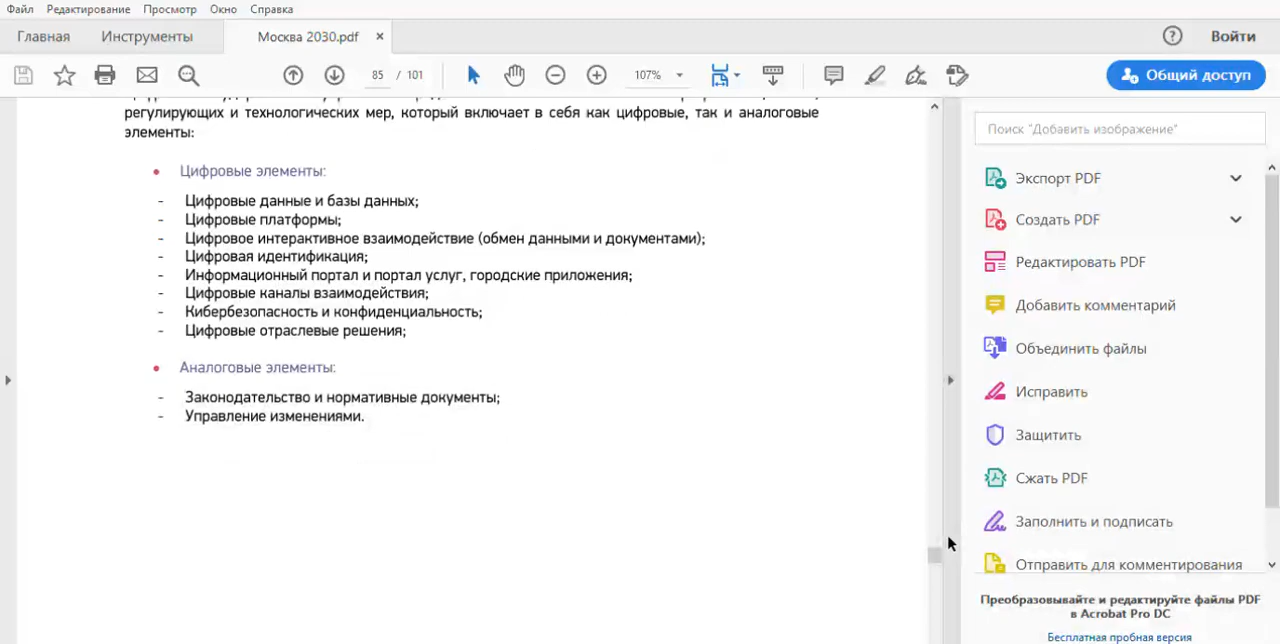 Файл Редактирование Просмотр Окно Справка
Главная Инструменты Москва 2030.pdf × Войти
85 / 101 107% Общий доступ
регулирующих и технологических мер, который включает в себя как цифровые, так и аналоговые
элементы:
• Цифровые элементы:
- Цифровые данные и базы данных;
- Цифровые платформы;
- Цифровое интерактивное взаимодействие (обмен данными и документами);
- Цифровая идентификация;
- Информационный портал и портал услуг, городские приложения;
- Цифровые каналы взаимодействия;
- Кибербезопасность и конфиденциальность;
- Цифровые отраслевые решения;
• Аналоговые элементы:
- Законодательство и нормативные документы;
- Управление изменениями.
Поиск "Добавить изображение"
Экспорт PDF
Создать PDF
Редактировать PDF
Добавить комментарий
Объединить файлы
Исправить
Защитить
Сжать PDF
Заполнить и подписать
Отправить для комментирования
Преобразовывайте и редактируйте файлы PDF
в Acrobat Pro DC
Бесплатная пробная версия